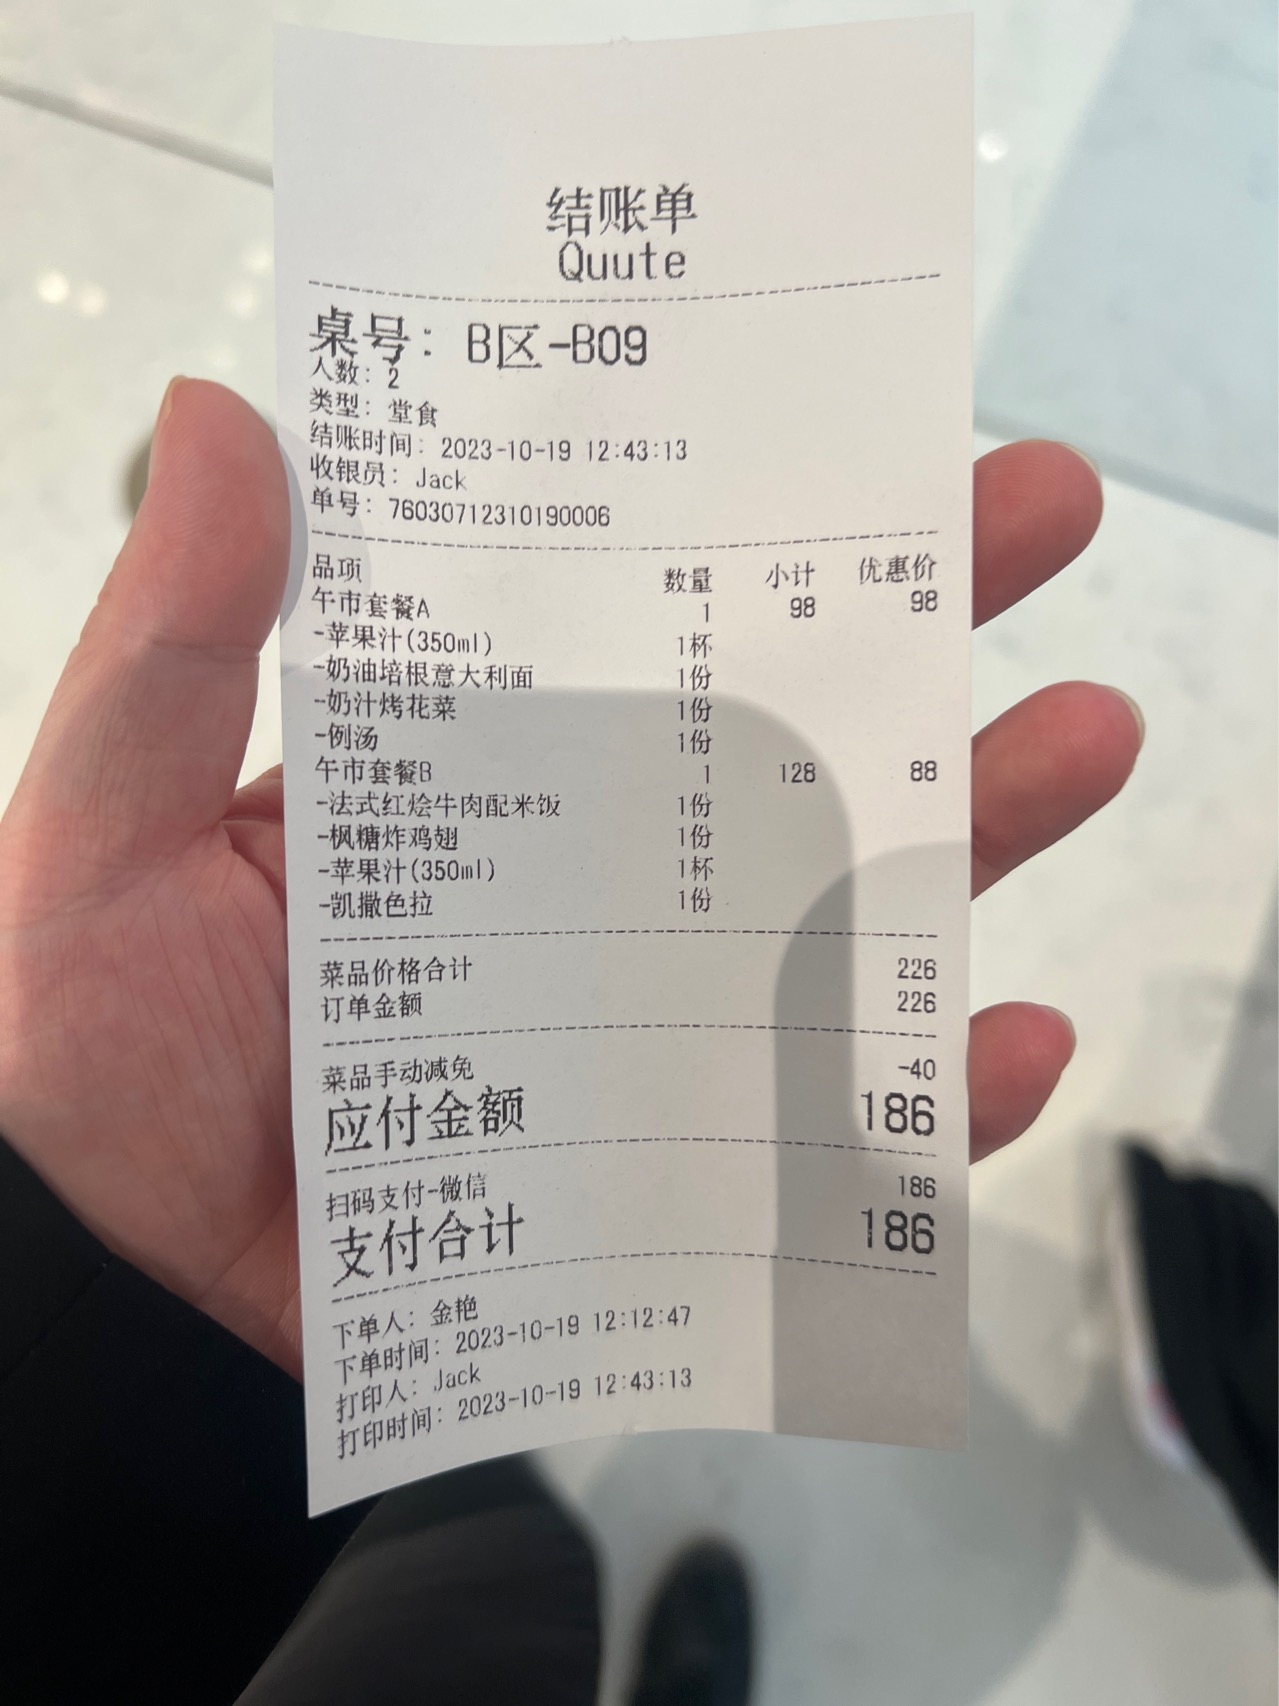 结账单
Quute
桌号: B区-B09
人数: 2
类型: 堂食
结账时间: 2023-10-19 12:43:13
收银员: Jack
单号: 76030712310190006
品项 数量 小计 优惠价
午市套餐A 1 98 98
-苹果汁(350ml) 1杯
-奶油培根意大利面 1份
-奶汁烤花菜 1份
-例汤 1份
午市套餐B 1 128 88
-法式红烩牛肉配米饭 1份
-枫糖炸鸡翅 1份
-苹果汁(350ml) 1杯
-凯撒色拉 1份
菜品价格合计 226
订单金额 226
菜品手动减免 -40
应付金额 186
扫码支付-微信 186
支付合计 186
下单人: 金艳
下单时间: 2023-10-19 12:12:47
打印人: Jack
打印时间: 2023-10-19 12:43:13